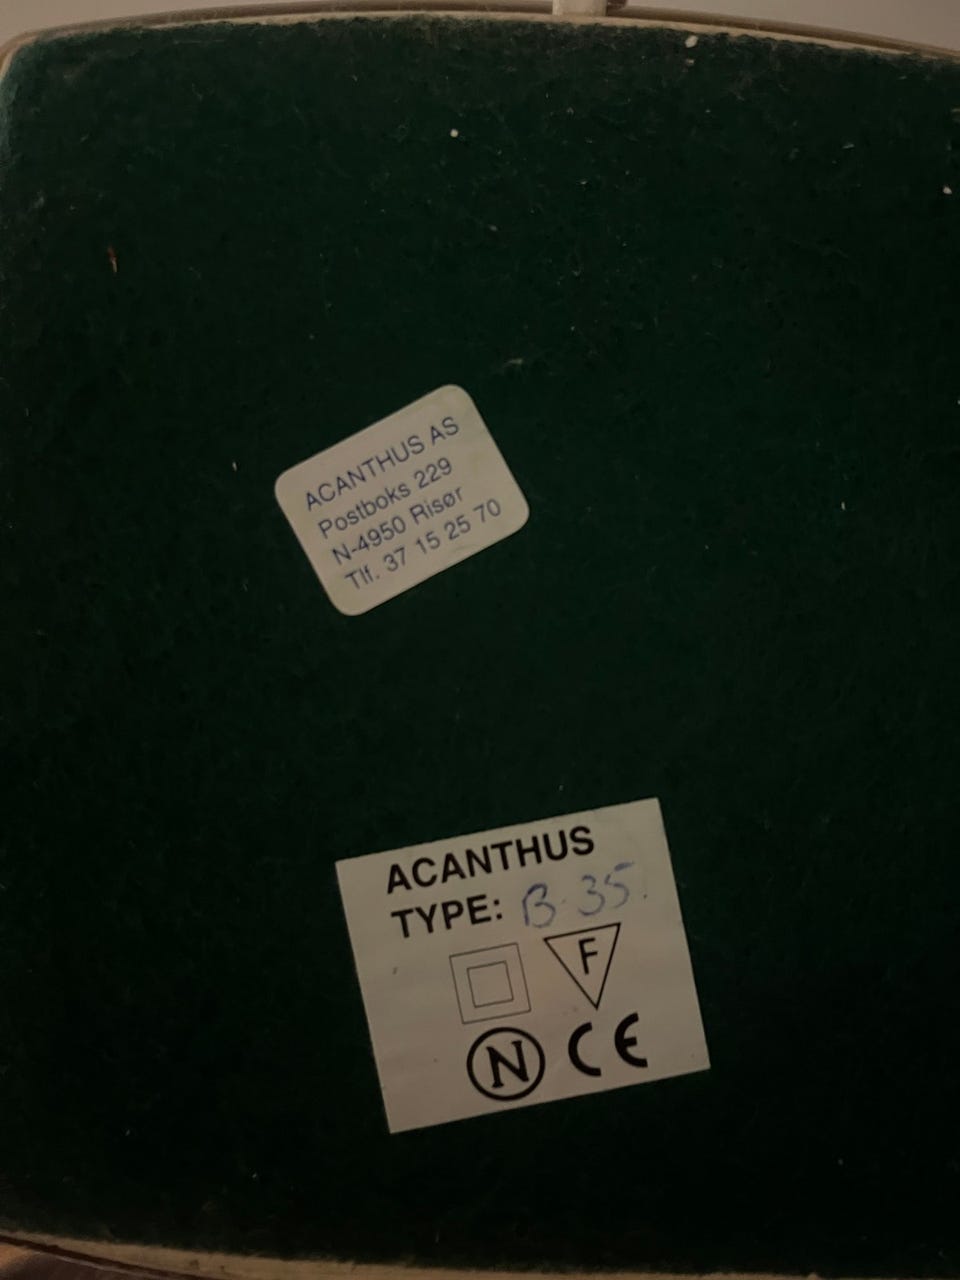 ACANTHUS AS
Postboks 229
N-4950 Risør
Tlf. 37 15 25 70
ACANTHUS
TYPE: B-35.
F
N CE